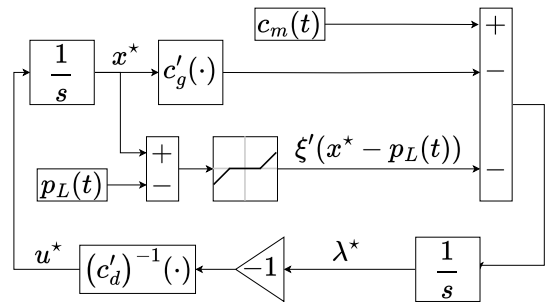 c_m(t)
+
1/s
x^⋆
c′_g(·)
−
+
−
p_L(t)
ξ′(x^⋆ − p_L(t))
−
u^⋆
(c′_d)^{−1}(·)
−1
λ^⋆
1/s